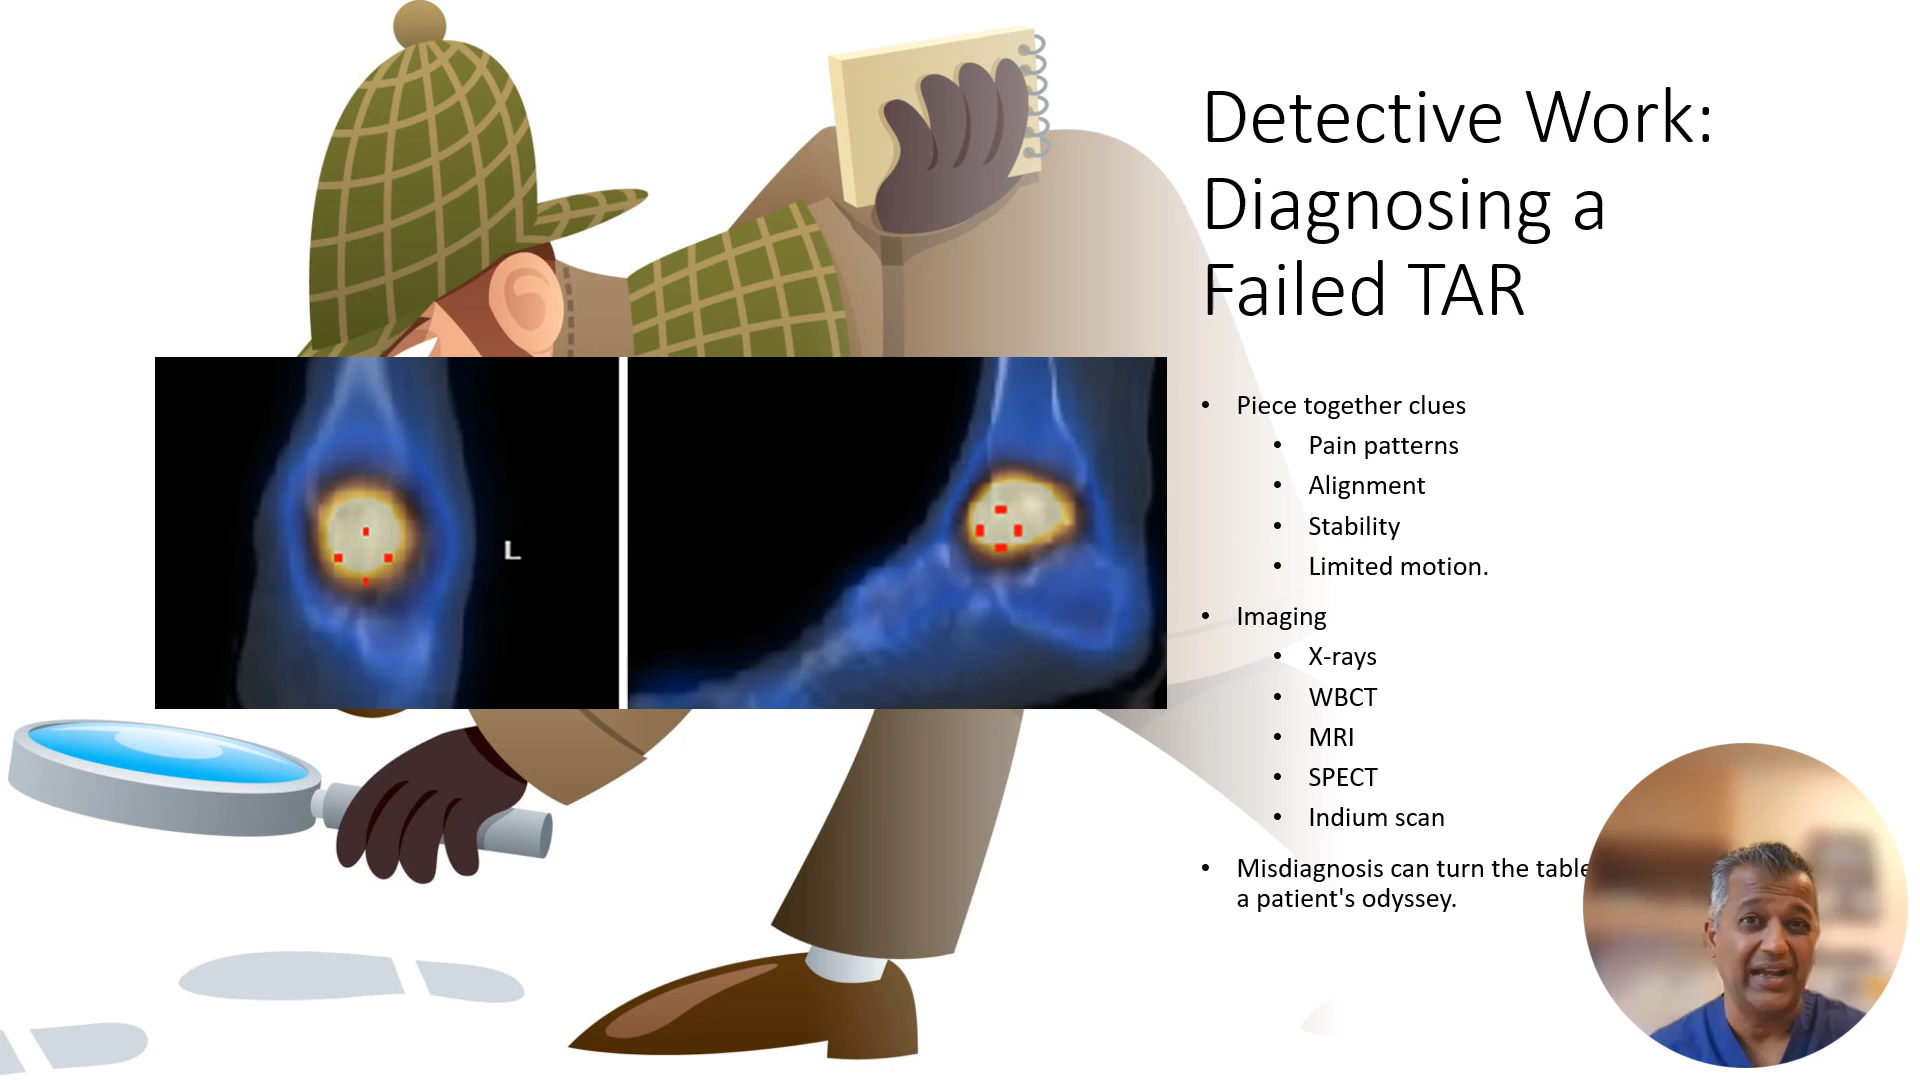 Detective Work:
Diagnosing a
Failed TAR
• Piece together clues
• Pain patterns
• Alignment
• Stability
• Limited motion.
• Imaging
• X-rays
• WBCT
• MRI
• SPECT
• Indium scan
• Misdiagnosis can turn the table
a patient's odyssey.
L